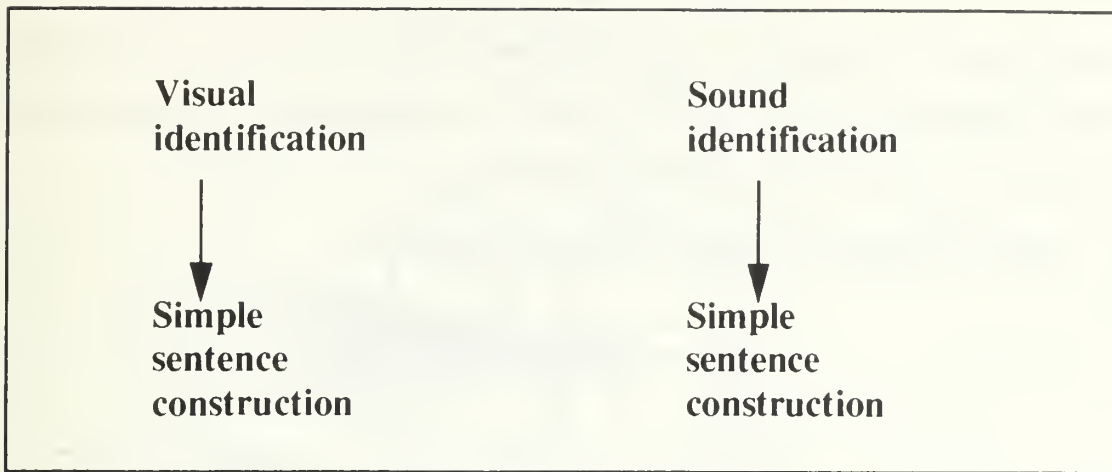 Visual
identification
Simple
sentence
construction
Sound
identification
Simple
sentence
construction